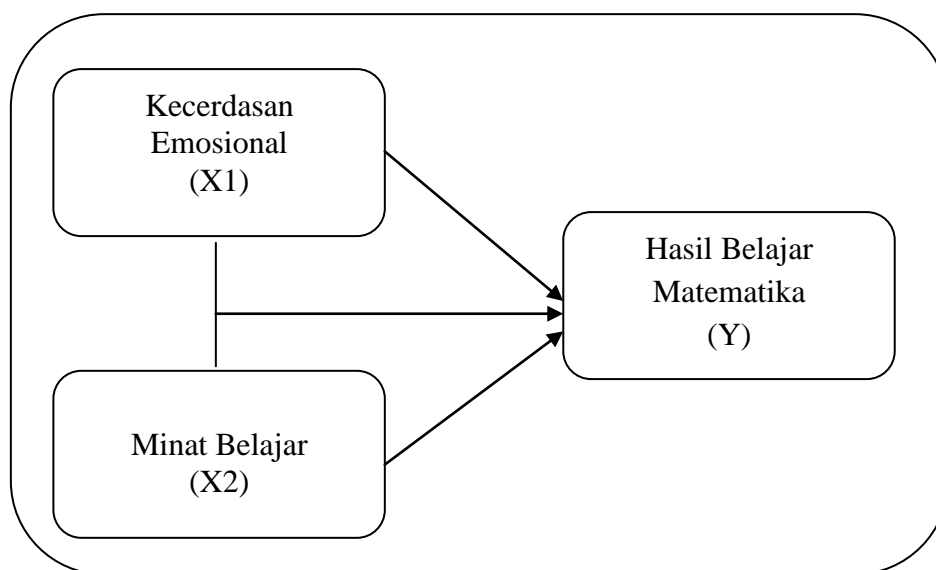 Kecerdasan
Emosional
(X1)
Hasil Belajar
Matematika
(Y)
Minat Belajar
(X2)